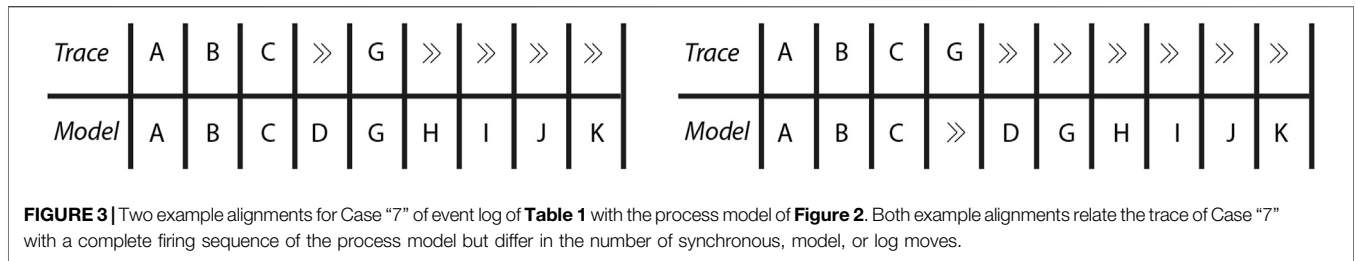 Trace A B C ≫ G ≫ ≫ ≫ ≫
Model A B C D G H I J K
Trace A B C G ≫ ≫ ≫ ≫ ≫ ≫
Model A B C ≫ D G H I J K
FIGURE 3 | Two example alignments for Case “7” of event log of Table 1 with the process model of Figure 2. Both example alignments relate the trace of Case “7”
with a complete firing sequence of the process model but differ in the number of synchronous, model, or log moves.